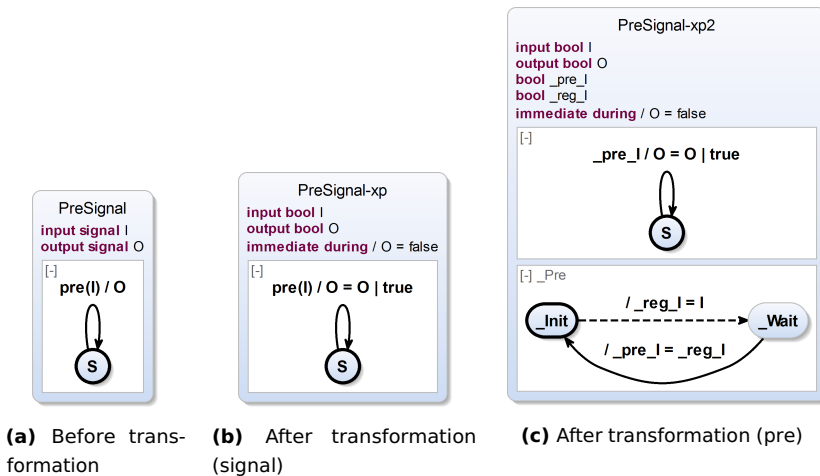 PreSignal
input signal I
output signal O
[-]
pre(I) / O
S
(a) Before trans-
formation
PreSignal-xp
input bool I
output bool O
immediate during / O = false
[-]
pre(I) / O = O | true
S
(b) After transformation
(signal)
PreSignal-xp2
input bool I
output bool O
bool _pre_I
bool _reg_I
immediate during / O = false
[-]
_pre_I / O = O | true
S
[-] _Pre
/ _reg_I = I
_Init
_Wait
/ _pre_I = _reg_I
(c) After transformation (pre)